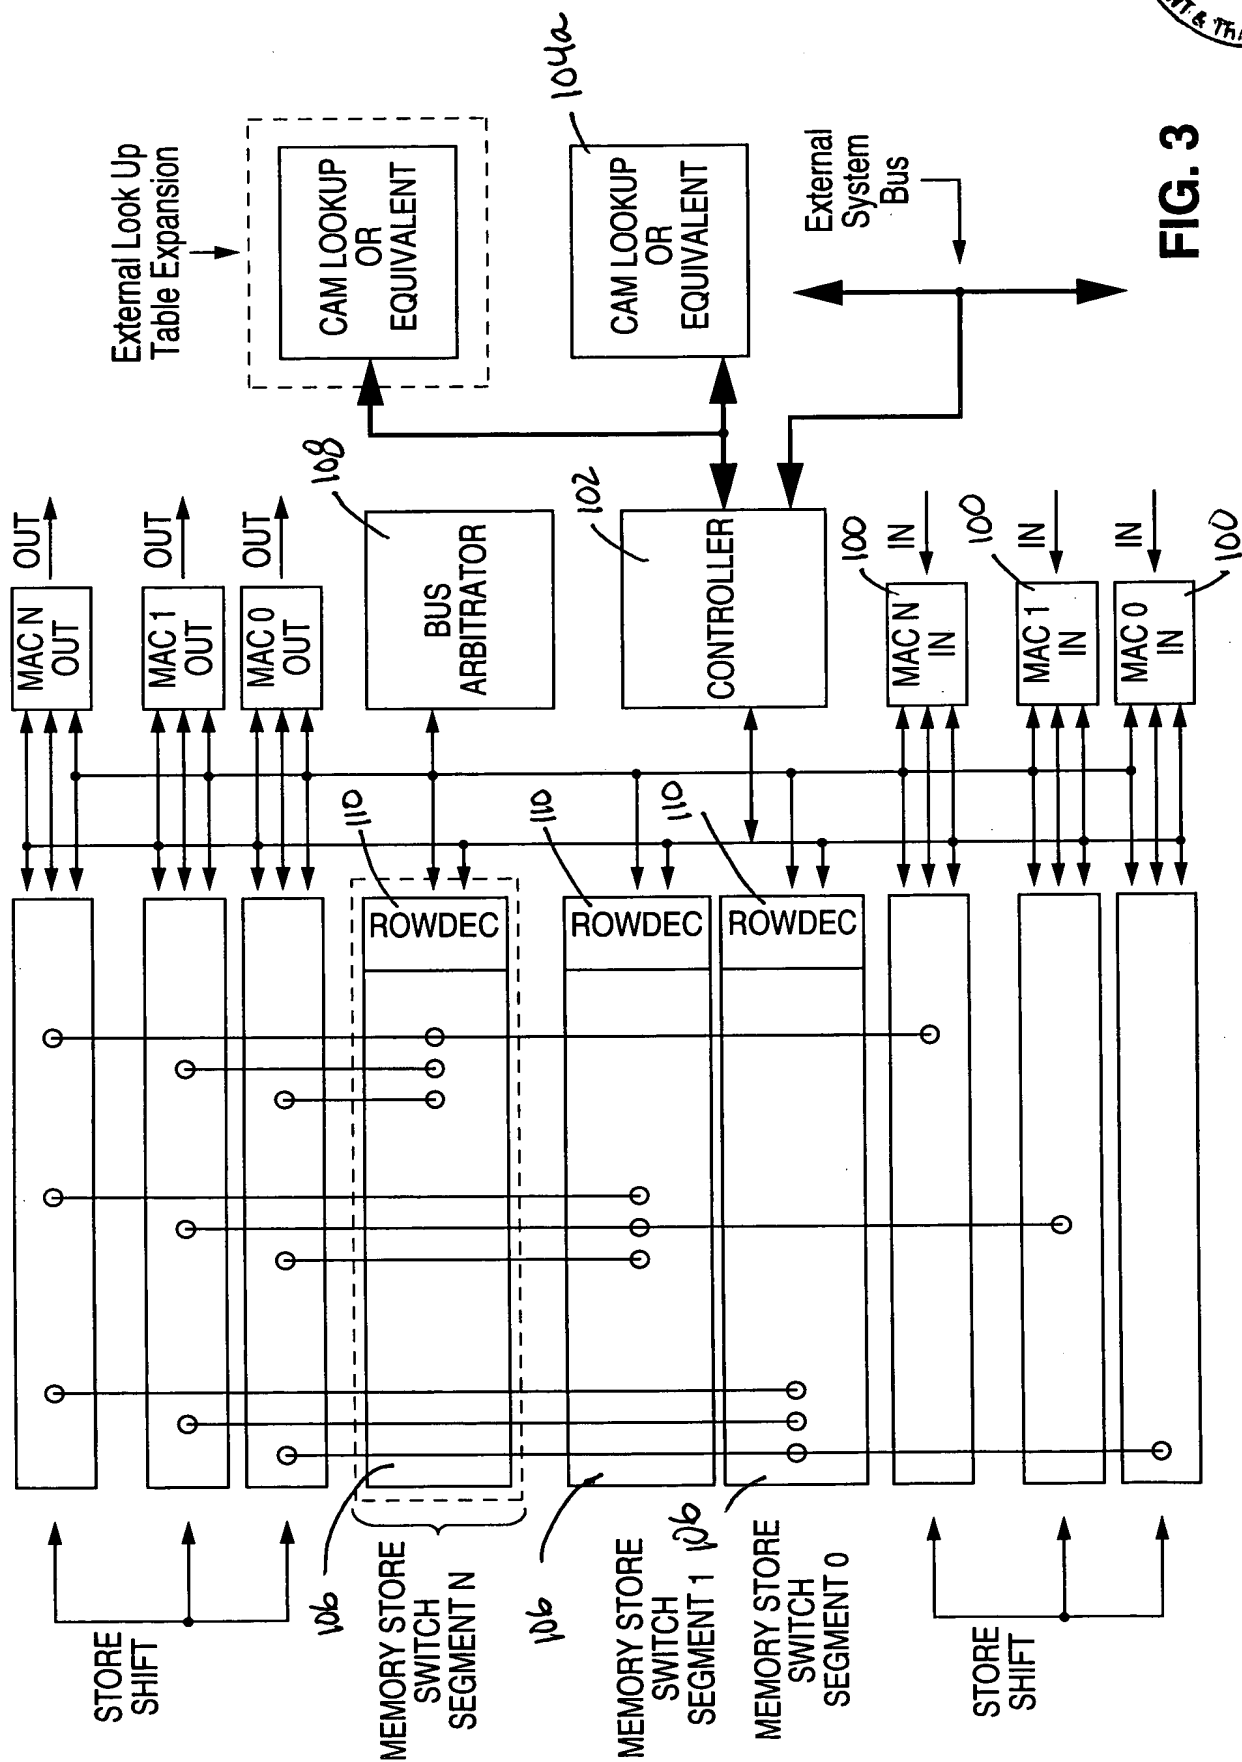 STORE
SHIFT
MEMORY STORE
SWITCH
SEGMENT N
MEMORY STORE
SWITCH
SEGMENT 1
MEMORY STORE
SWITCH
SEGMENT 0
STORE
SHIFT
106
106
106
ROWDEC
ROWDEC
ROWDEC
110
110
110
MAC N
OUT
MAC 1
OUT
MAC 0
OUT
OUT
OUT
OUT
BUS
ARBITRATOR
108
CONTROLLER
102
MAC N
IN
MAC 1
IN
MAC 0
IN
100
100
100
IN
IN
IN
External Look Up
Table Expansion
CAM LOOKUP
OR
EQUIVALENT
CAM LOOKUP
OR
EQUIVALENT
104a
External
System
Bus
FIG. 3